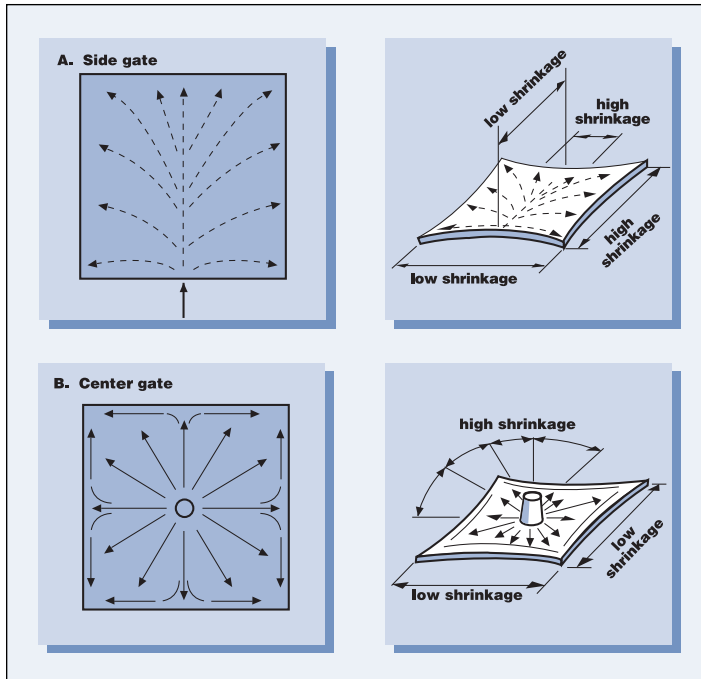 A. Side gate
low shrinkage
high
shrinkage
high
shrinkage
low shrinkage
B. Center gate
high shrinkage
low
shrinkage
low shrinkage